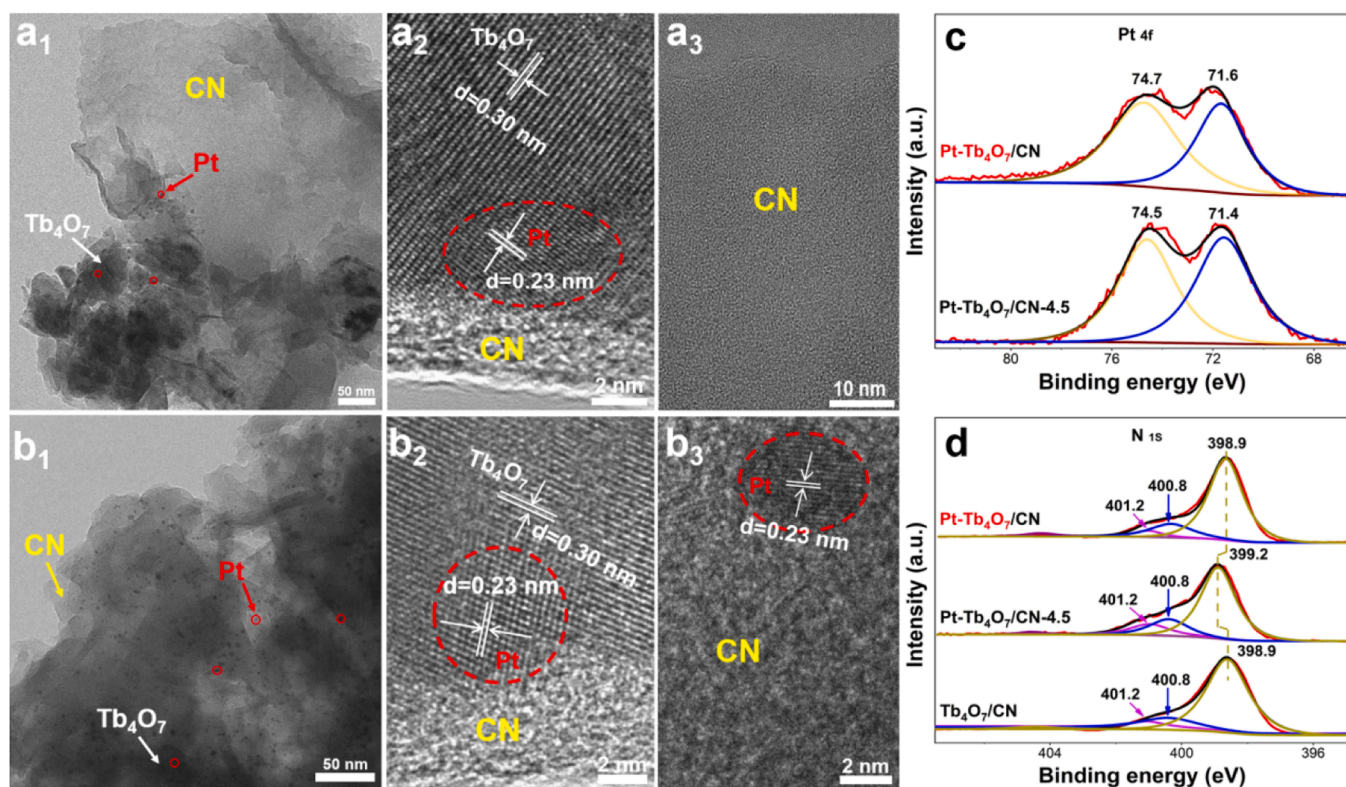 a₁
CN
Pt
Tb₄O₇
50 nm
a₂
Tb₄O₇
d=0.30 nm
Pt
d=0.23 nm
CN
2 nm
a₃
CN
10 nm
b₁
CN
Pt
Tb₄O₇
50 nm
b₂
Tb₄O₇
d=0.30 nm
d=0.23 nm
Pt
CN
2 nm
b₃
Pt
d=0.23 nm
CN
2 nm
c
Pt 4f
74.7 71.6
Pt-Tb₄O₇/CN
74.5 71.4
Pt-Tb₄O₇/CN-4.5
Intensity (a.u.)
80 76 72 68
Binding energy (eV)
d
N 1S
398.9
401.2 400.8
Pt-Tb₄O₇/CN
399.2
401.2 400.8
Pt-Tb₄O₇/CN-4.5
398.9
401.2 400.8
Tb₄O₇/CN
Intensity (a.u.)
404 400 396
Binding energy (eV)